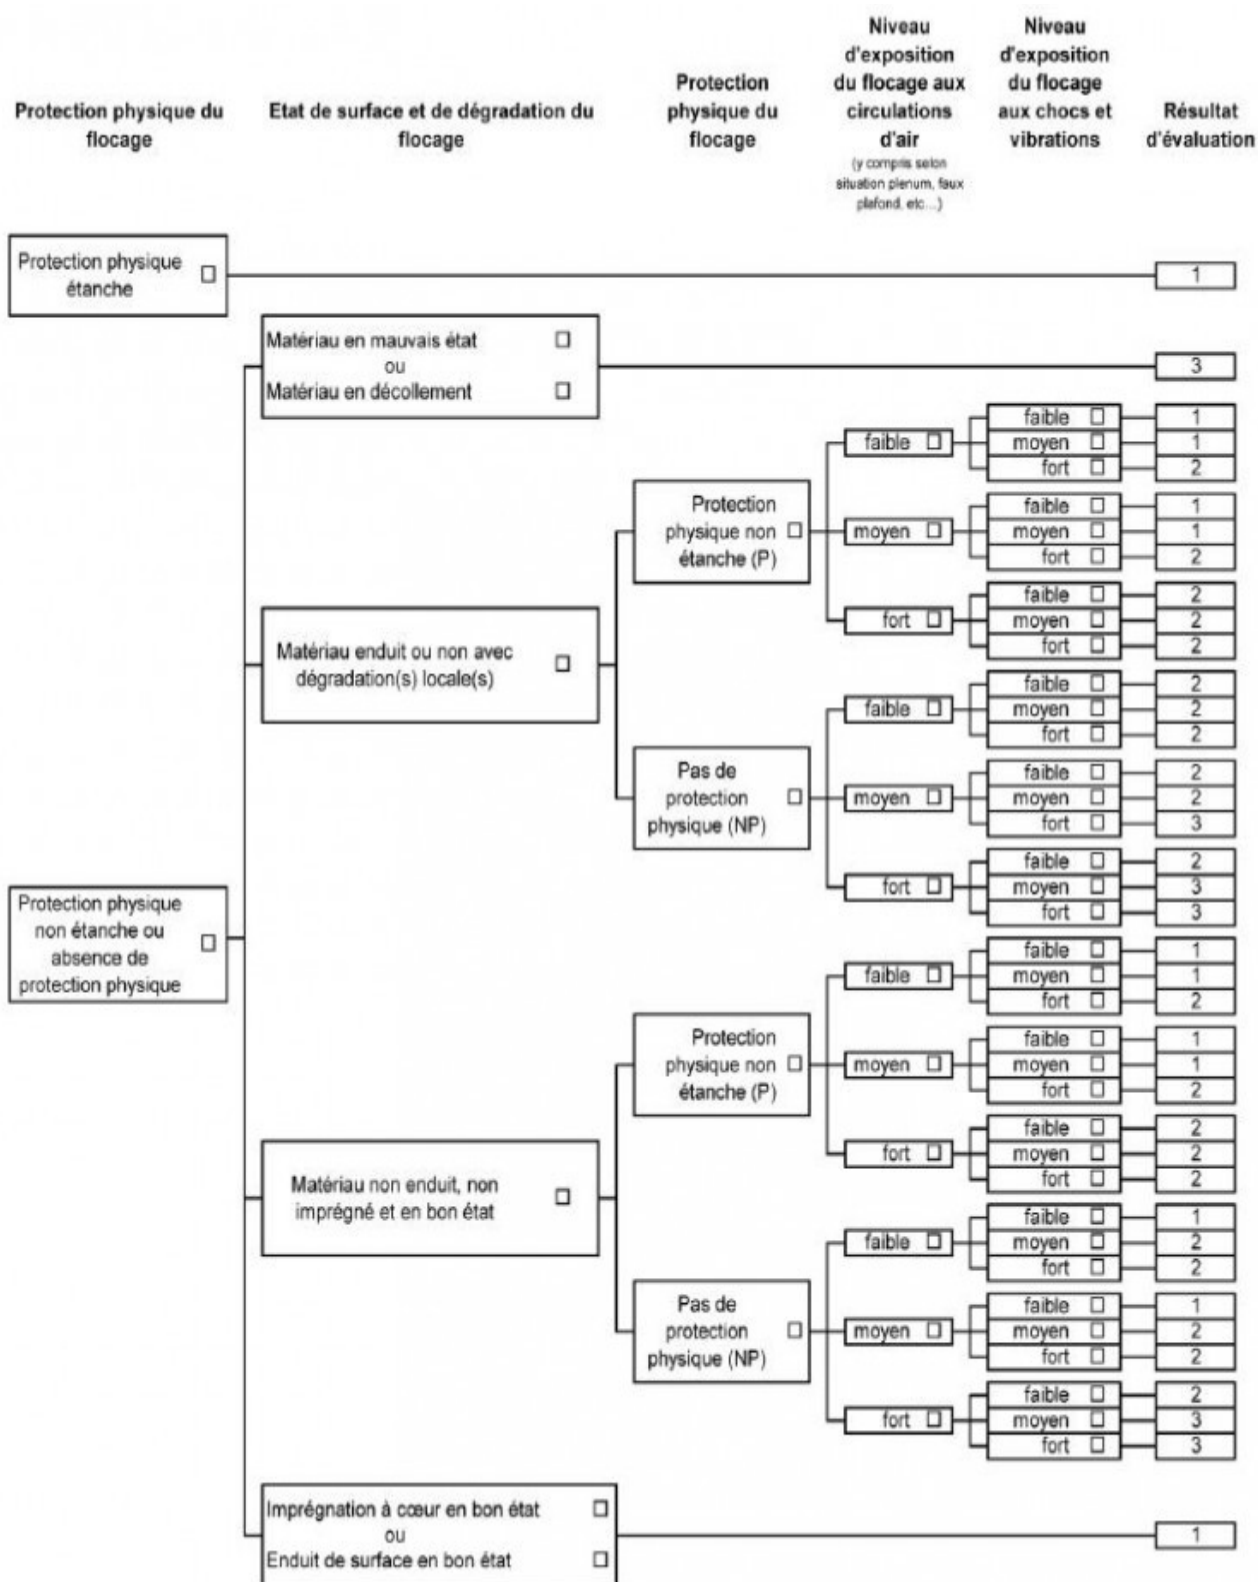 Protection physique du
flocage
Etat de surface et de dégradation du
flocage
Protection
physique du
flocage
Niveau
d'exposition
du flocage aux
circulations
d'air
(y compris selon
situation plenum, faux
plafond, etc...)
Niveau
d'exposition
du flocage
aux chocs et
vibrations
Résultat
d'évaluation
Protection physique
étanche
1
Matériau en mauvais état
ou
Matériau en décollement
3
Protection physique
non étanche ou
absence de
protection physique
Matériau enduit ou non avec
dégradation(s) locale(s)
Protection
physique non
étanche (P)
faible
faible 1
moyen 1
fort 2
moyen
faible 1
moyen 1
fort 2
fort
faible 2
moyen 2
fort 2
Pas de
protection
physique (NP)
faible
faible 2
moyen 2
fort 2
moyen
faible 2
moyen 2
fort 3
fort
faible 2
moyen 3
fort 3
Matériau non enduit, non
imprégné et en bon état
Protection
physique non
étanche (P)
faible
faible 1
moyen 1
fort 2
moyen
faible 1
moyen 1
fort 2
fort
faible 2
moyen 2
fort 2
Pas de
protection
physique (NP)
faible
faible 1
moyen 2
fort 2
moyen
faible 1
moyen 2
fort 2
fort
faible 2
moyen 3
fort 3
Imprégnation à cœur en bon état
ou
Enduit de surface en bon état
1